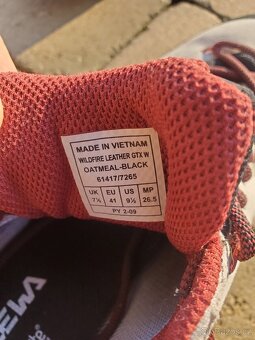 MADE IN VIETNAM
WILDFIRE LEATHER GTX W
OATMEAL-BLACK
61417/7265
UK EU US MP
7½ 41 9½ 26.5
PY 2-09